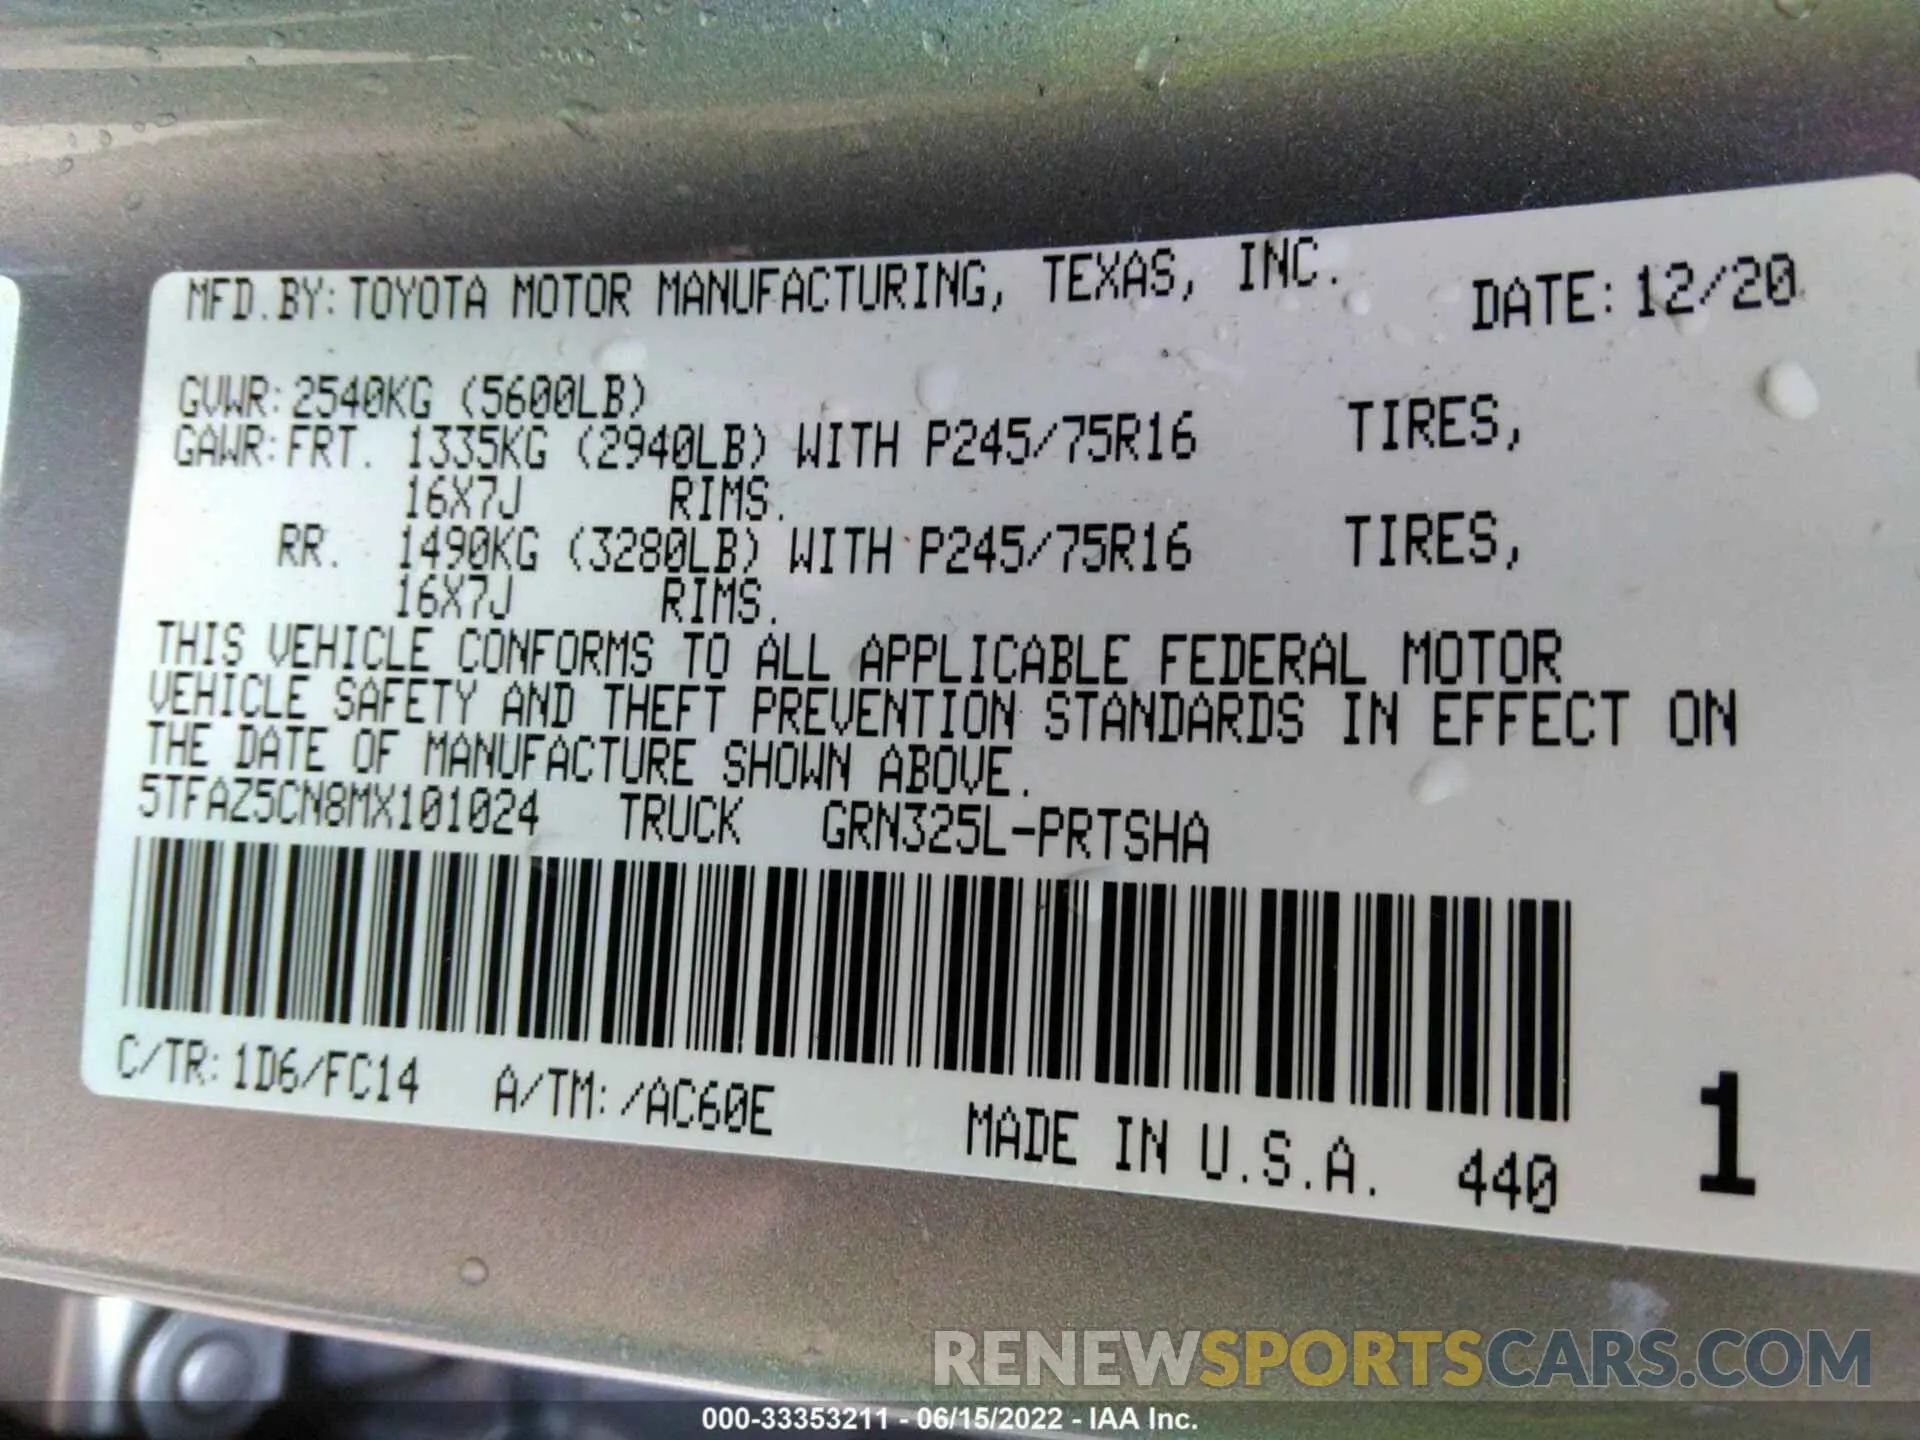 MFD.BY:TOYOTA MOTOR MANUFACTURING, TEXAS, INC. DATE:12/20
GVWR:2540KG (5600LB)
GAWR:FRT. 1335KG (2940LB) WITH P245/75R16 TIRES,
16X7J RIMS.
RR. 1490KG (3280LB) WITH P245/75R16 TIRES,
16X7J RIMS.
THIS VEHICLE CONFORMS TO ALL APPLICABLE FEDERAL MOTOR
VEHICLE SAFETY AND THEFT PREVENTION STANDARDS IN EFFECT ON
THE DATE OF MANUFACTURE SHOWN ABOVE.
5TFAZ5CN8MX101024 TRUCK GRN325L-PRTSHA
C/TR:1D6/FC14 A/TM:/AC60E MADE IN U.S.A. 440 1
RENEWSPORTSCARS.COM
000-33353211 - 06/15/2022 - IAA Inc.